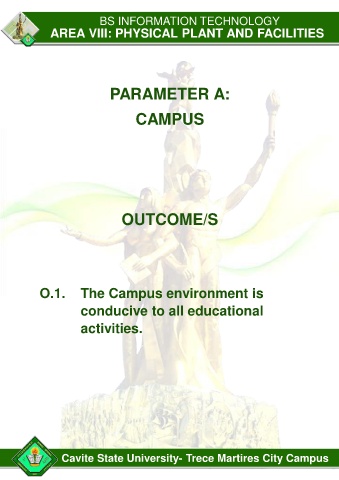 BS INFORMATION TECHNOLOGY
AREA VIII: PHYSICAL PLANT AND FACILITIES
PARAMETER A:
CAMPUS
OUTCOME/S
O.1. The Campus environment is
conducive to all educational
activities.
Cavite State University- Trece Martires City Campus